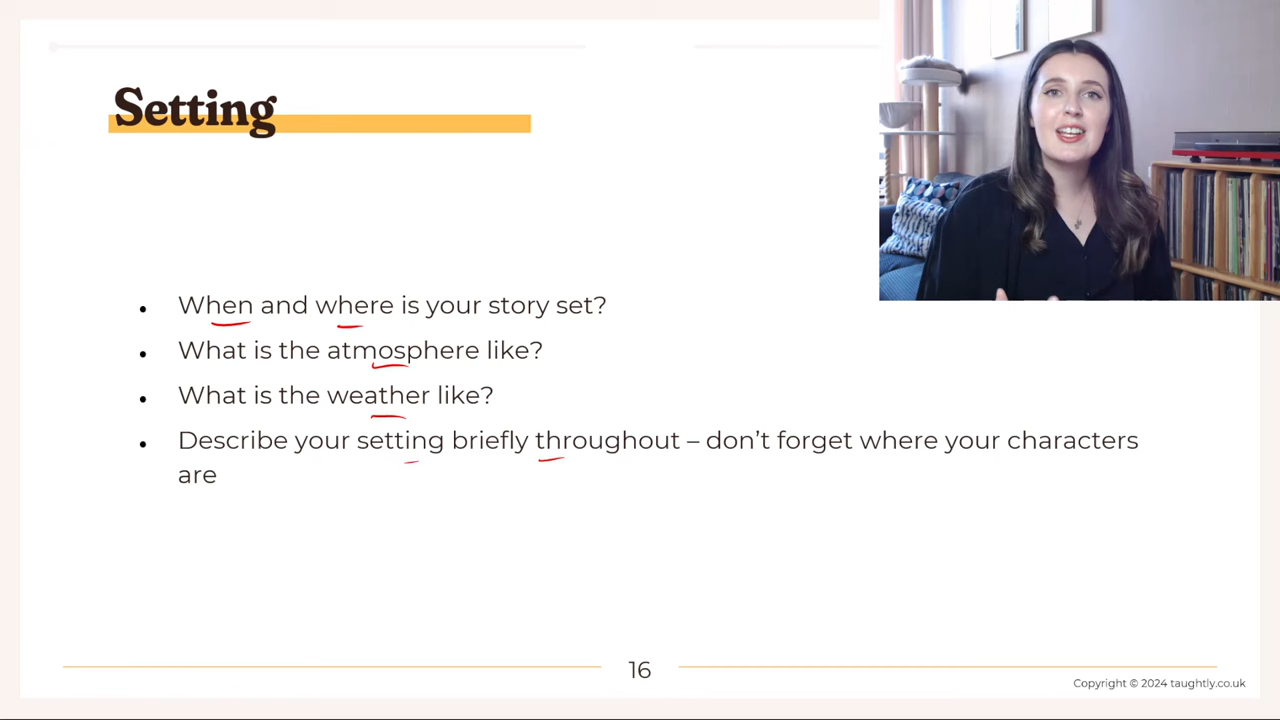 Setting
• When and where is your story set?
• What is the atmosphere like?
• What is the weather like?
• Describe your setting briefly throughout – don’t forget where your characters
are
16
Copyright © 2024 taughtly.co.uk